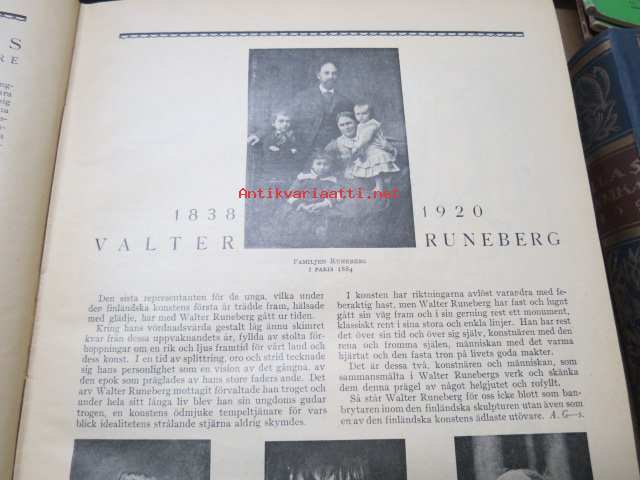 S
RE
Antikvariaatti.net
1838
1920
VALTER
RUNEBERG
FAMILJEN RUNEBERG
I PARIS 1884
Den sista representanten för de unga, vilka under
den finländska konstens första år trädde fram, hälsade
med glädje, har med Walter Runeberg gått ur tiden.
Kring hans vördnadsvärda gestalt låg ännu skimret
kvar från dessa uppvaknandets år, fyllda av stolta för-
hoppningar om en rik och ljus framtid för vårt land och
dess konst. I en tid av splittring, oro och strid tecknade
sig hans personlighet som en vision av det gångna, av
den epok som präglades av hans store faders ande. Det
arv Walter Runeberg mottagit förvaltade han troget och
under hela sitt långa liv blev han sin ungdoms gudar
trogen, en konstens ödmjuke tempeltjänare för vars
blick idealitetens strålande stjärna aldrig skymdes.
I konsten har riktningarna avlöst varandra med fe-
beraktig hast, men Walter Runeberg har fast och lugnt
gått sin väg fram och i sin gerning rest ett monument,
klassiskt rent i sina stora och enkla linjer. Han har rest
det över sin tid och över sig själv, konstnären med den
rena och fromma själen, människan med det varma
hjärtat och den fasta tron på livets goda makter.
Det är dessa två, konstnären och människan, som
sammansmälta i Walter Runebergs verk och skänka
dem denna prägel av något helgjutet och rofyllt.
Så står Walter Runeberg för oss icke blott som ban-
brytaren inom den finländska skulpturen utan även som
en av den finländska konstens ädlaste utövare. A. G—s.